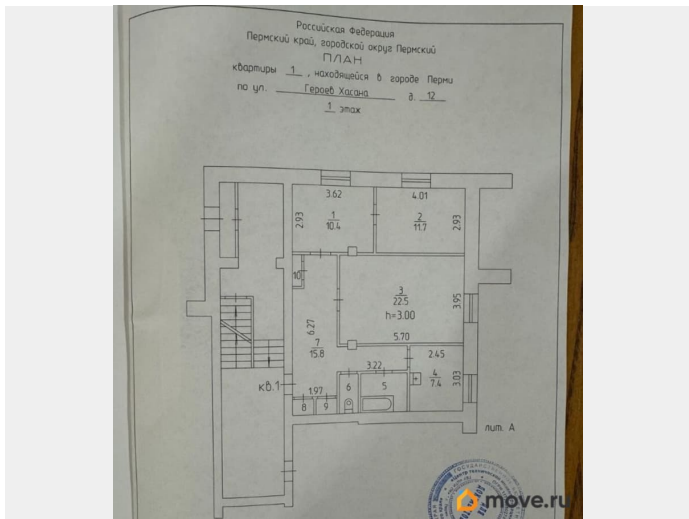 Российская Федерация
Пермский край, городской округ Пермский
ПЛАН
квартиры 1 , находящейся в городе Перми
по ул. Героев Хасана д. 12
1 этаж
3.62
4.01
2.93
1
10.4
2
11.7
2.93
10
3
22.5
h=3.00
3.95
6.27
5.70
7
15.8
2.45
3.22
4
7.4
3.03
кв.1
1.97
6
5
8
9
лит. А
move.ru